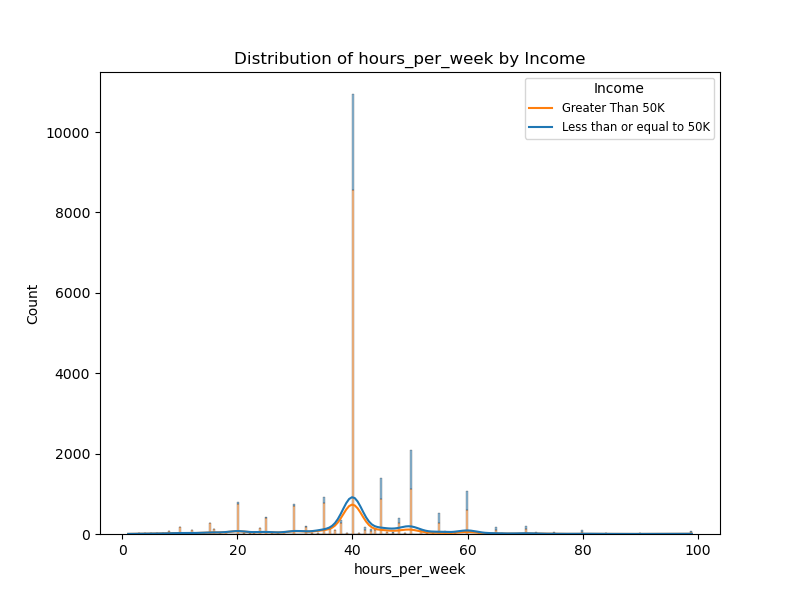 Distribution of hours_per_week by Income
Income
Greater Than 50K
Less than or equal to 50K
Count
10000
8000
6000
4000
2000
0
0 20 40 60 80 100
hours_per_week